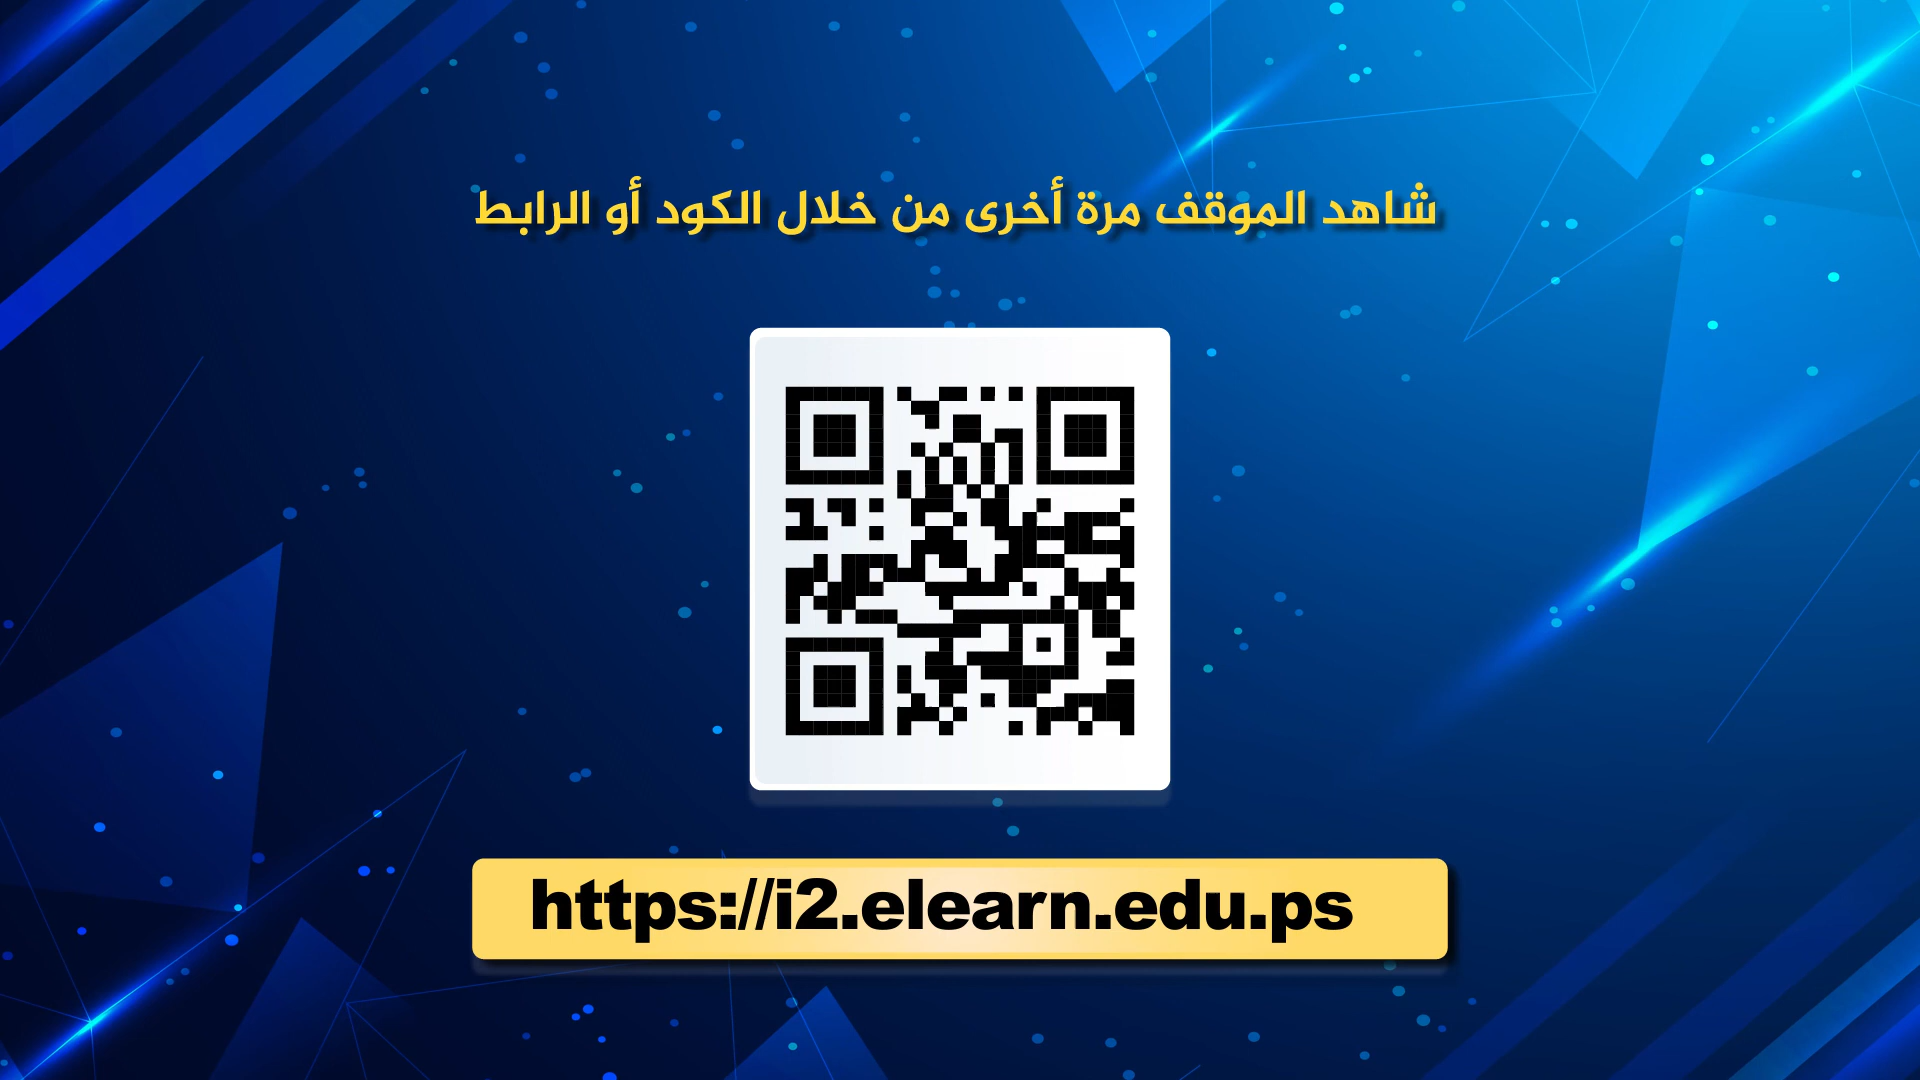 شاهد الموقف مرة أخرى من خلال الكود أو الرابط
https://i2.elearn.edu.ps